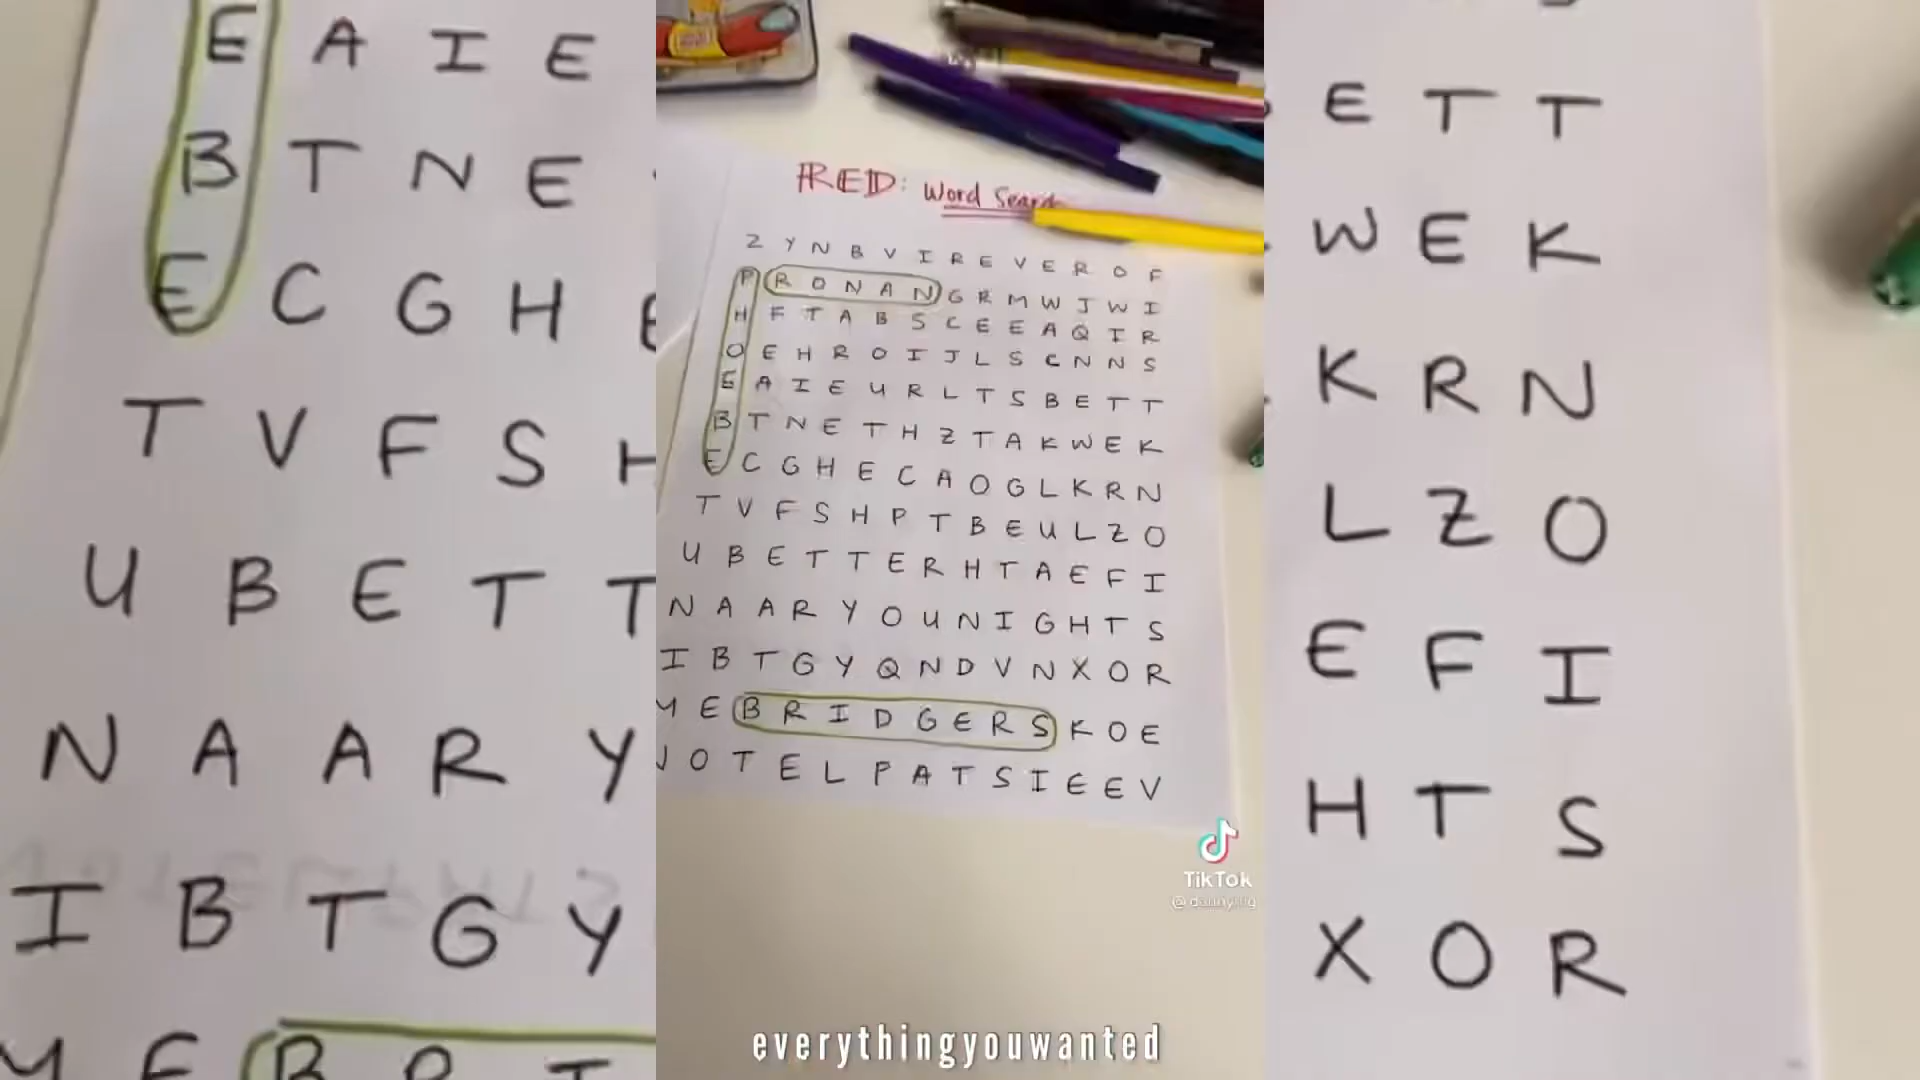 RED: Word Search
Z Y N B V I R E V E R O F
P R O N A N G R M W J W I
H F T A B S C E E A Q I R
O E H R O I J L S C N N S
E A I E U R L T S B E T T
B T N E T H Z T A K W E K
E C G H E C A O G L K R N
T V F S H P T B E U L Z O
U B E T T E R H T A E F I
N A A R Y O U N I G H T S
I B T G Y Q N D V N X O R
M E B R I D G E R S K O E
O T E L P A T S I E E V
TikTok
everythingyouwanted
E A I E
B T N E
E C G H
T V F S H
U B E T T
N A A R Y
I B T G Y
E T T
W E K
K R N
L Z O
E F I
H T S
X O R